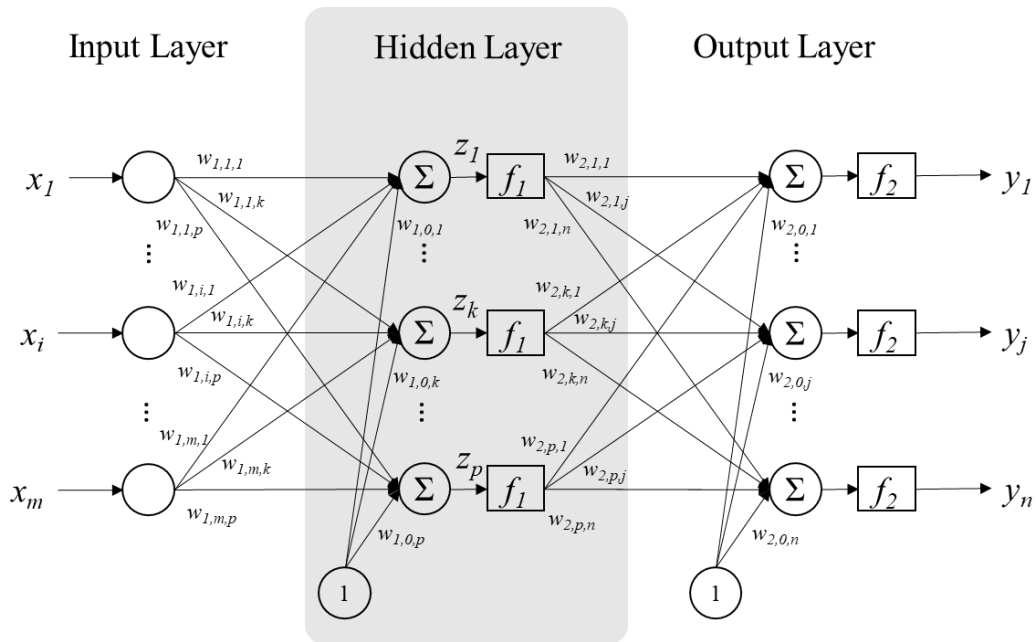 Input Layer
Hidden Layer
Output Layer
x1
w1,1,1
w1,1,k
w1,1,p
Σ
z1
f1
w1,0,1
w2,1,1
w2,1,j
w2,1,n
Σ
f2
y1
w2,0,1
⋮
⋮
⋮
xi
w1,i,1
w1,i,k
w1,i,p
Σ
zk
f1
w1,0,k
w2,k,1
w2,k,j
w2,k,n
Σ
f2
yj
w2,0,j
⋮
⋮
⋮
xm
w1,m,1
w1,m,k
w1,m,p
Σ
zp
f1
w1,0,p
w2,p,1
w2,p,j
w2,p,n
Σ
f2
yn
w2,0,n
1
1